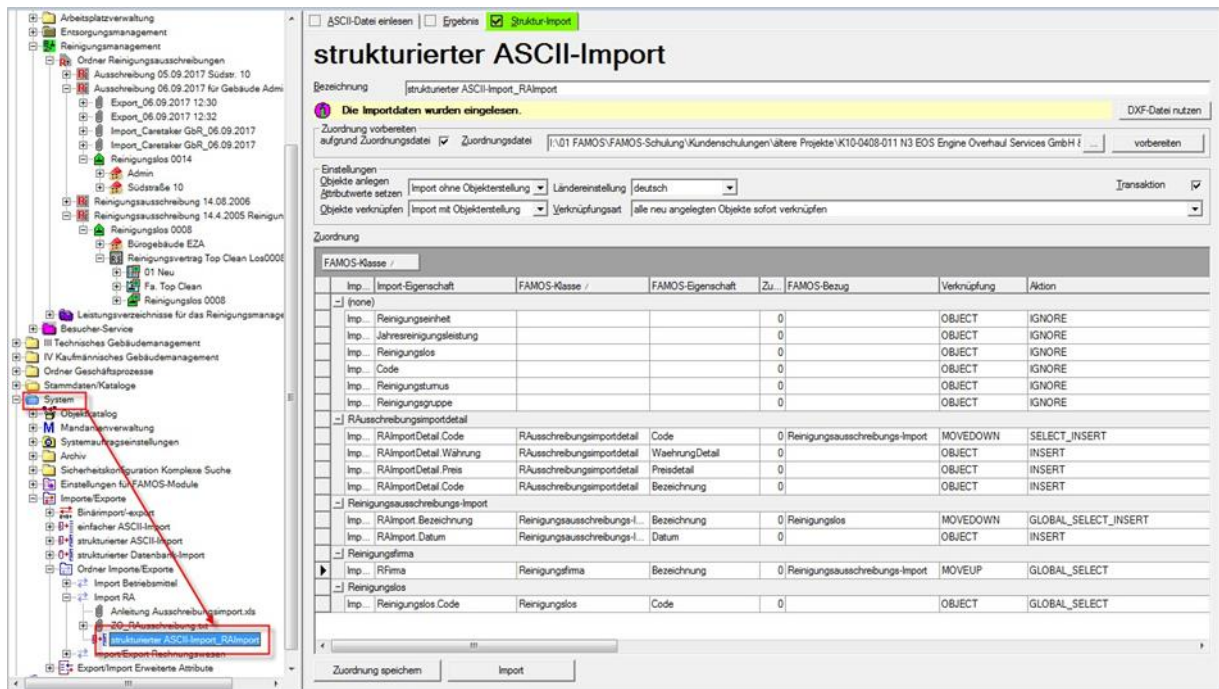 Arbeitsplatzverwaltung
Entsorgungsmanagement
Reinigungsmanagement
Ordner Reinigungsausschreibungen
Ausschreibung 05.09.2017 Südstr. 10
Ausschreibung 06.09.2017 für Gebäude Admi
Export_06.09.2017 12:30
Export_06.09.2017 12:32
Import_Caretaker GbR_06.09.2017
Import_Caretaker GbR_06.09.2017
Reinigungslos 0014
Admin
Südstraße 10
Reinigungsausschreibung 14.08.2006
Reinigungsausschreibung 14.4.2005 Reinigun
Reinigungslos 0008
Bürogebäude EZA
Reinigungsvertrag Top Clean Los0008
01 Neu
Fa. Top Clean
Reinigungslos 0008
Leistungsverzeichnisse für das Reinigungsmanage
Besucher-Service
III Technisches Gebäudemanagement
IV Kaufmännisches Gebäudemanagement
Ordner Geschäftsprozesse
Stammdaten/Kataloge
System
Objektkatalog
Mandantenverwaltung
Systemauftragseinstellungen
Archiv
Sicherheitskonfiguration Komplexe Suche
Einstellungen für FAMOS-Module
Importe/Exporte
Binärimport/-export
einfacher ASCII-Import
strukturierter ASCII-Import
strukturierter Datenbank-Import
Ordner Importe/Exporte
Import Betriebsmittel
Import RA
Anleitung Ausschreibungsimport.xls
ZO_RAusschreibung.txt
strukturierter ASCII-Import_RAImport
Import/Export Rechnungswesen
Export/Import Erweiterte Attribute
ASCII-Datei einlesen Ergebnis Struktur-Import
strukturierter ASCII-Import
Bezeichnung strukturierter ASCII-Import_RAImport
Die Importdaten wurden eingelesen. DXF-Datei nutzen
Zuordnung vorbereiten
aufgrund Zuordnungsdatei Zuordnungsdatei I:\01 FAMOS\FAMOS-Schulung\Kundenschulungen\ältere Projekte\K10-0408-011 N3 EOS Engine Overhaul Services GmbH & ... vorbereiten
Einstellungen
Objekte anlegen
Attributwerte setzen Import ohne Objekterstellung Ländereinstellung deutsch Transaktion
Objekte verknüpfen Import mit Objekterstellung Verknüpfungsart alle neu angelegten Objekte sofort verknüpfen
Zuordnung
FAMOS-Klasse /
Imp... Import-Eigenschaft FAMOS-Klasse / FAMOS-Eigenschaft Zu... FAMOS-Bezug Verknüpfung Aktion
(none)
Imp... Reinigungseinheit 0 OBJECT IGNORE
Imp... Jahresreinigungsleistung 0 OBJECT IGNORE
Imp... Reinigungslos 0 OBJECT IGNORE
Imp... Code 0 OBJECT IGNORE
Imp... Reinigungsturnus 0 OBJECT IGNORE
Imp... Reinigungsgruppe 0 OBJECT IGNORE
RAusschreibungsimportdetail
Imp... RAImportDetail.Code RAusschreibungsimportdetail Code 0 Reinigungsausschreibungs-Import MOVEDOWN SELECT_INSERT
Imp... RAImportDetail.Währung RAusschreibungsimportdetail WaehrungDetail 0 OBJECT INSERT
Imp... RAImportDetail.Preis RAusschreibungsimportdetail Preisdetail 0 OBJECT INSERT
Imp... RAImportDetail.Code RAusschreibungsimportdetail Bezeichnung 0 OBJECT INSERT
Reinigungsausschreibungs-Import
Imp... RAImport.Bezeichnung Reinigungsausschreibungs-I... Bezeichnung 0 Reinigungslos MOVEDOWN GLOBAL_SELECT_INSERT
Imp... RAImport.Datum Reinigungsausschreibungs-I... Datum 0 OBJECT INSERT
Reinigungsfirma
Imp... RFirma Reinigungsfirma Bezeichnung 0 Reinigungsausschreibungs-Import MOVEUP GLOBAL_SELECT
Reinigungslos
Imp... Reinigungslos.Code Reinigungslos Code 0 OBJECT GLOBAL_SELECT
Zuordnung speichern Import